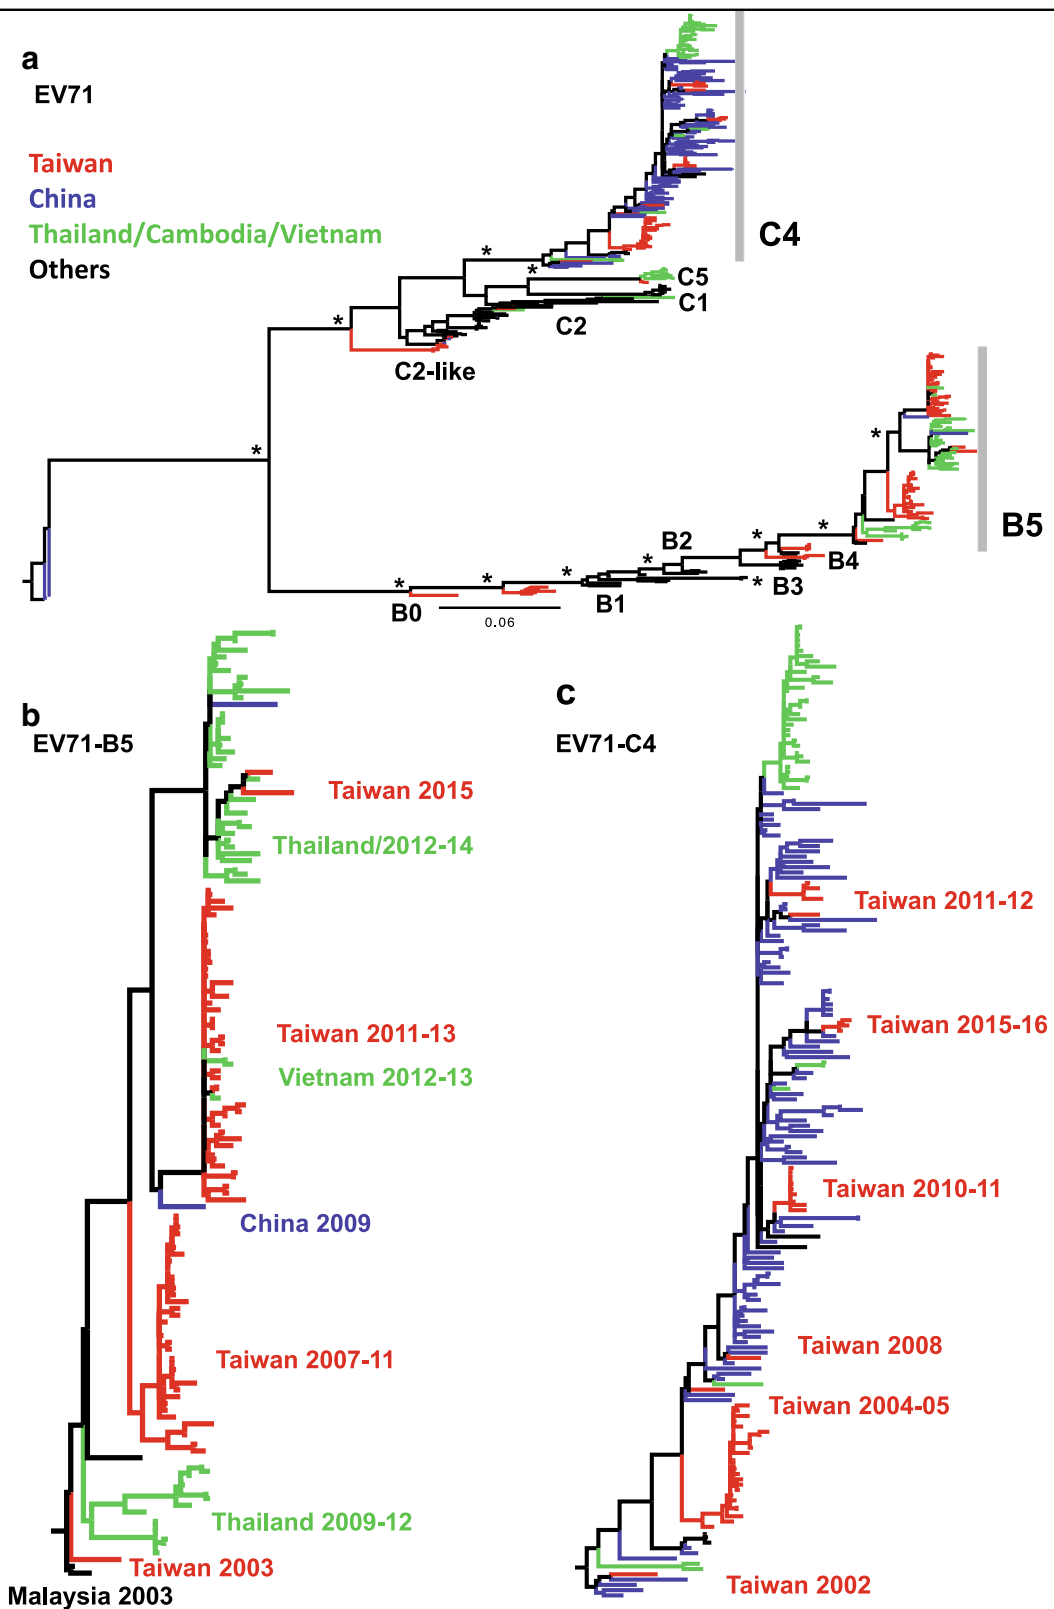 a
EV71
Taiwan
China
Thailand/Cambodia/Vietnam
Others
C4
*
*
C5
C1
C2
*
C2-like
*
*
B5
*
*
B2
*
B4
*
B3
*
B1
*
*
B0
0.06
b
EV71-B5
Taiwan 2015
Thailand/2012-14
Taiwan 2011-13
Vietnam 2012-13
China 2009
Taiwan 2007-11
Thailand 2009-12
Taiwan 2003
Malaysia 2003
c
EV71-C4
Taiwan 2011-12
Taiwan 2015-16
Taiwan 2010-11
Taiwan 2008
Taiwan 2004-05
Taiwan 2002